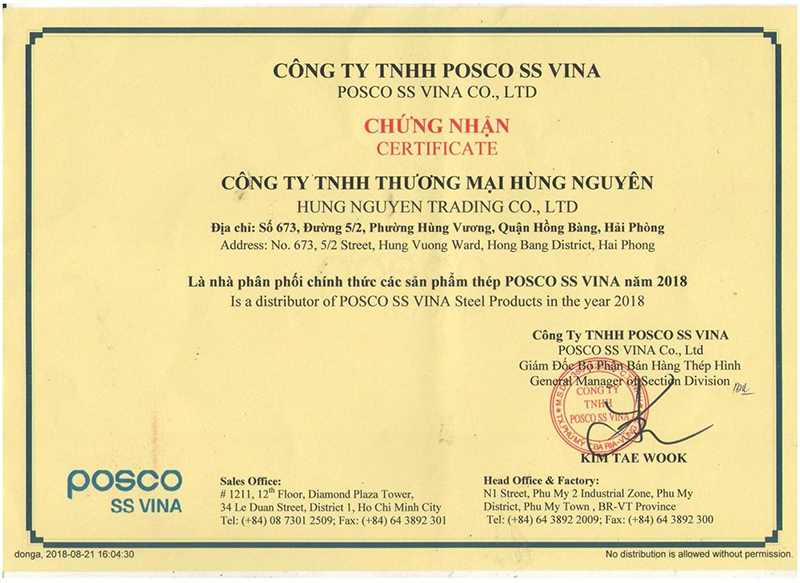 CÔNG TY TNHH POSCO SS VINA
POSCO SS VINA CO., LTD
CHỨNG NHẬN
CERTIFICATE
CÔNG TY TNHH THƯƠNG MẠI HÙNG NGUYÊN
HUNG NGUYEN TRADING CO., LTD
Địa chỉ: Số 673, Đường 5/2, Phường Hùng Vương, Quận Hồng Bàng, Hải Phòng
Address: No. 673, 5/2 Street, Hung Vuong Ward, Hong Bang District, Hai Phong
Là nhà phân phối chính thức các sản phẩm thép POSCO SS VINA năm 2018
Is a distributor of POSCO SS VINA Steel Products in the year 2018
Công Ty TNHH POSCO SS VINA
POSCO SS VINA Co., Ltd
Giám Đốc Bộ Phận Bán Hàng Thép Hình
General Manager of Section Division
CÔNG TY
TNHH
POSCO SS VINA
KIM TAE WOOK
posco
SS VINA
Sales Office:
# 1211, 12th Floor, Diamond Plaza Tower,
34 Le Duan Street, District 1, Ho Chi Minh City
Tel: (+84) 08 7301 2509; Fax: (+84) 64 3892 301
Head Office & Factory:
N1 Street, Phu My 2 Industrial Zone, Phu My
District, Phu My Town , BR-VT Province
Tel: (+84) 64 3892 2009; Fax: (+84) 64 3892 300
donga, 2018-08-21 16:04:30
No distribution is allowed without permission.